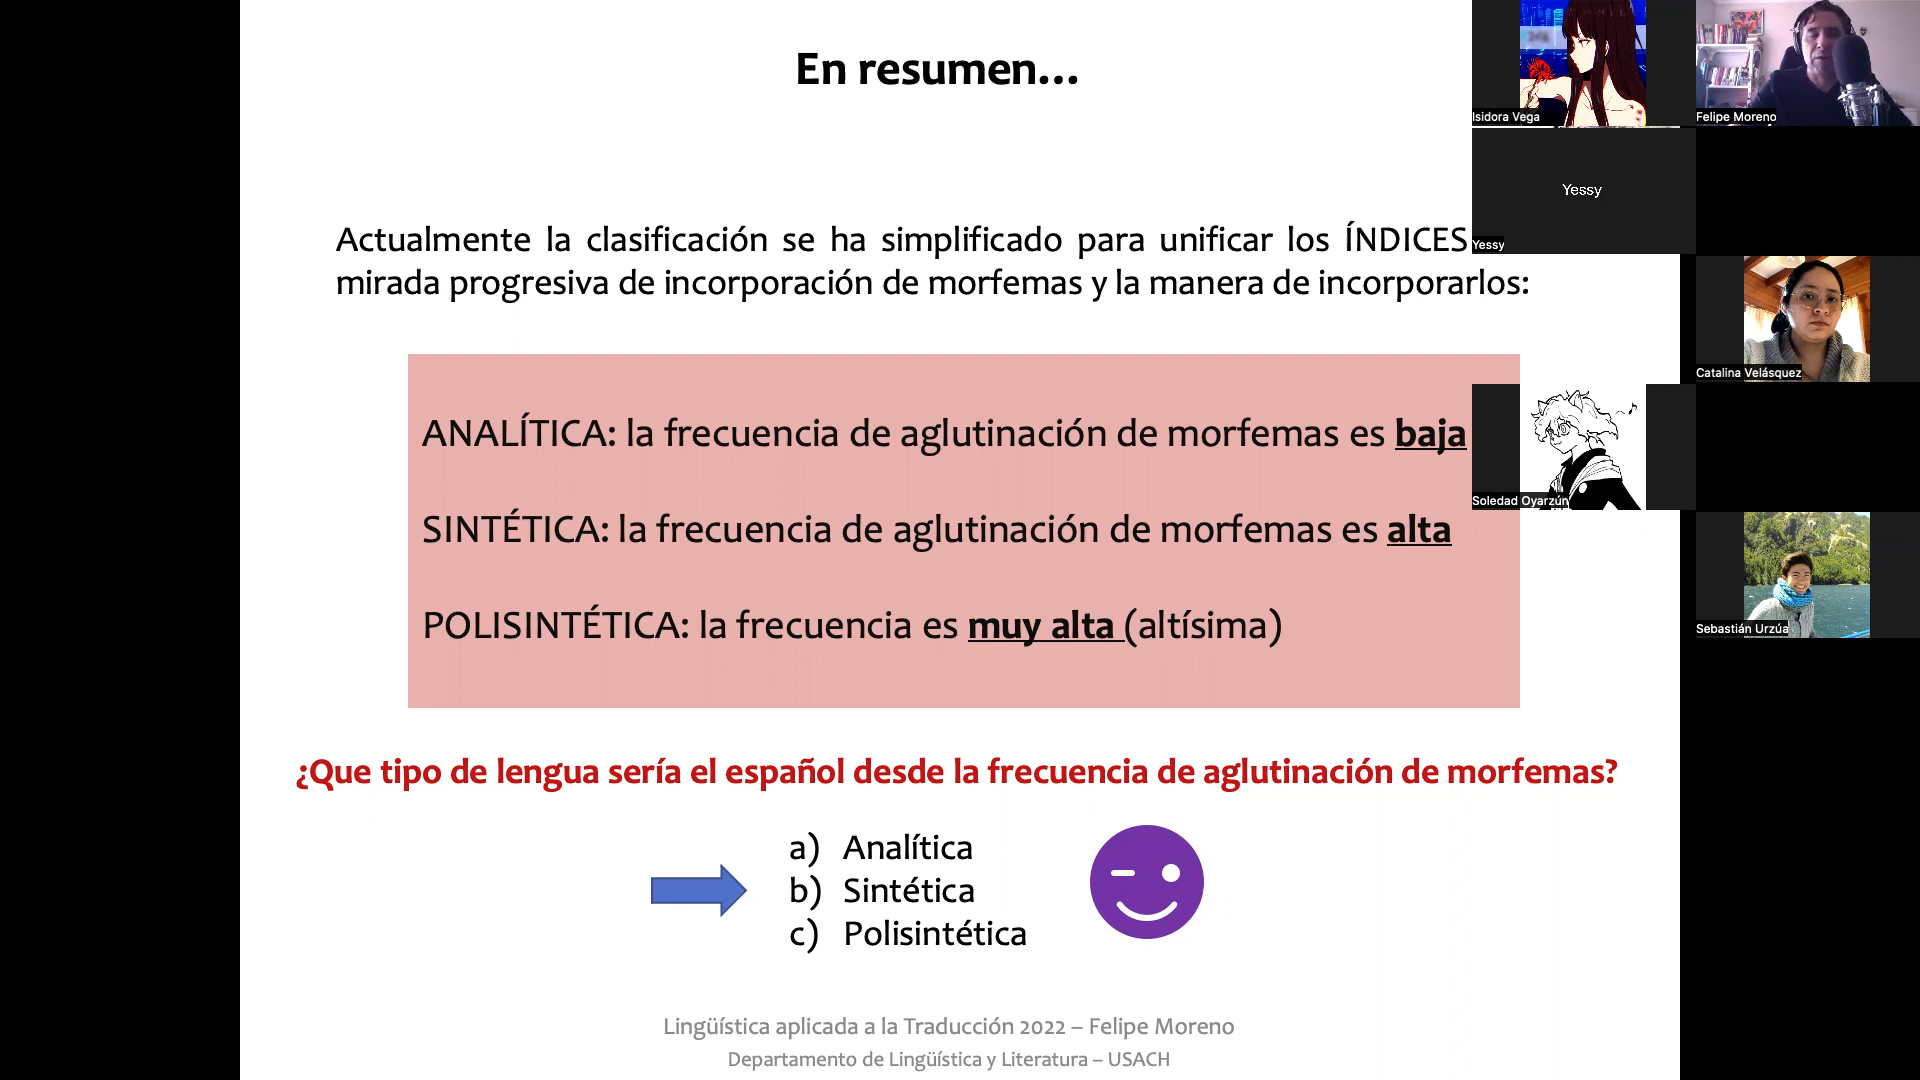 En resumen...
Actualmente la clasificación se ha simplificado para unificar los ÍNDICES
mirada progresiva de incorporación de morfemas y la manera de incorporarlos:
ANALÍTICA: la frecuencia de aglutinación de morfemas es baja
SINTÉTICA: la frecuencia de aglutinación de morfemas es alta
POLISINTÉTICA: la frecuencia es muy alta (altísima)
¿Que tipo de lengua sería el español desde la frecuencia de aglutinación de morfemas?
a) Analítica
b) Sintética
c) Polisintética
Lingüística aplicada a la Traducción 2022 – Felipe Moreno
Departamento de Lingüística y Literatura – USACH
Isidora Vega
Felipe Moreno
Yessy
Yessy
Catalina Velásquez
Soledad Oyarzún
Sebastián Urzúa